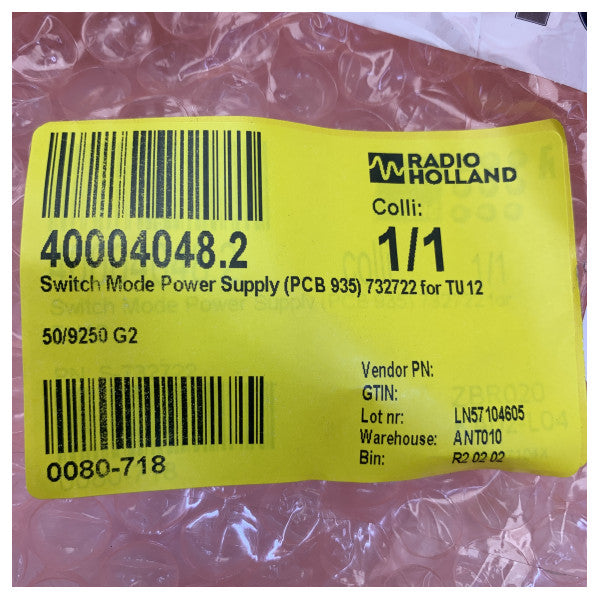 RADIO
HOLLAND
Colli:
1/1
40004048.2
Switch Mode Power Supply (PCB 935) 732722 for TU 12
50/9250 G2
Vendor PN:
GTIN:
Lot nr: LN57104605
Warehouse: ANT010
Bin: R2 02 02
0080-718